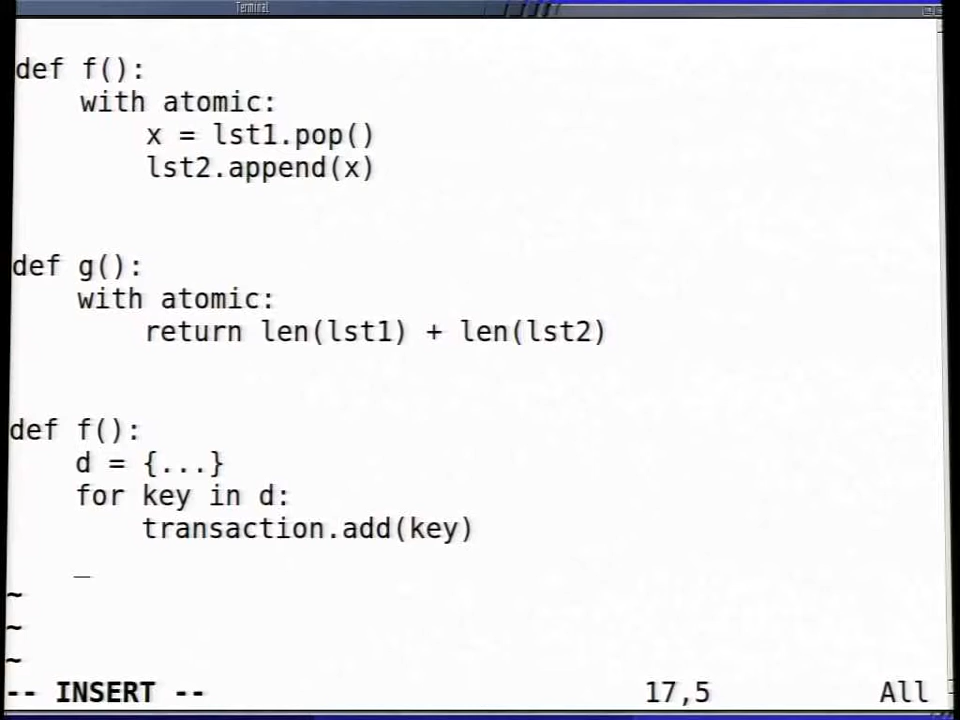 Terminal
def f():
    with atomic:
        x = lst1.pop()
        lst2.append(x)
def g():
    with atomic:
        return len(lst1) + len(lst2)
def f():
    d = {...}
    for key in d:
        transaction.add(key)
    _
~
~
~
-- INSERT -- 17,5 All